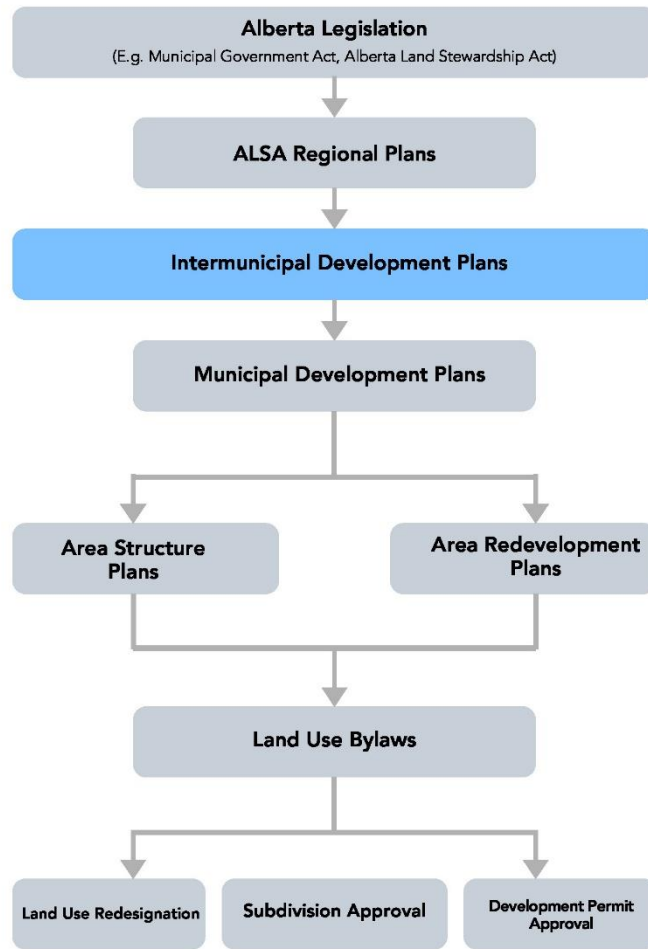 Alberta Legislation
(E.g. Municipal Government Act, Alberta Land Stewardship Act)
ALSA Regional Plans
Intermunicipal Development Plans
Municipal Development Plans
Area Structure
Plans
Area Redevelopment
Plans
Land Use Bylaws
Land Use Redesignation
Subdivision Approval
Development Permit
Approval